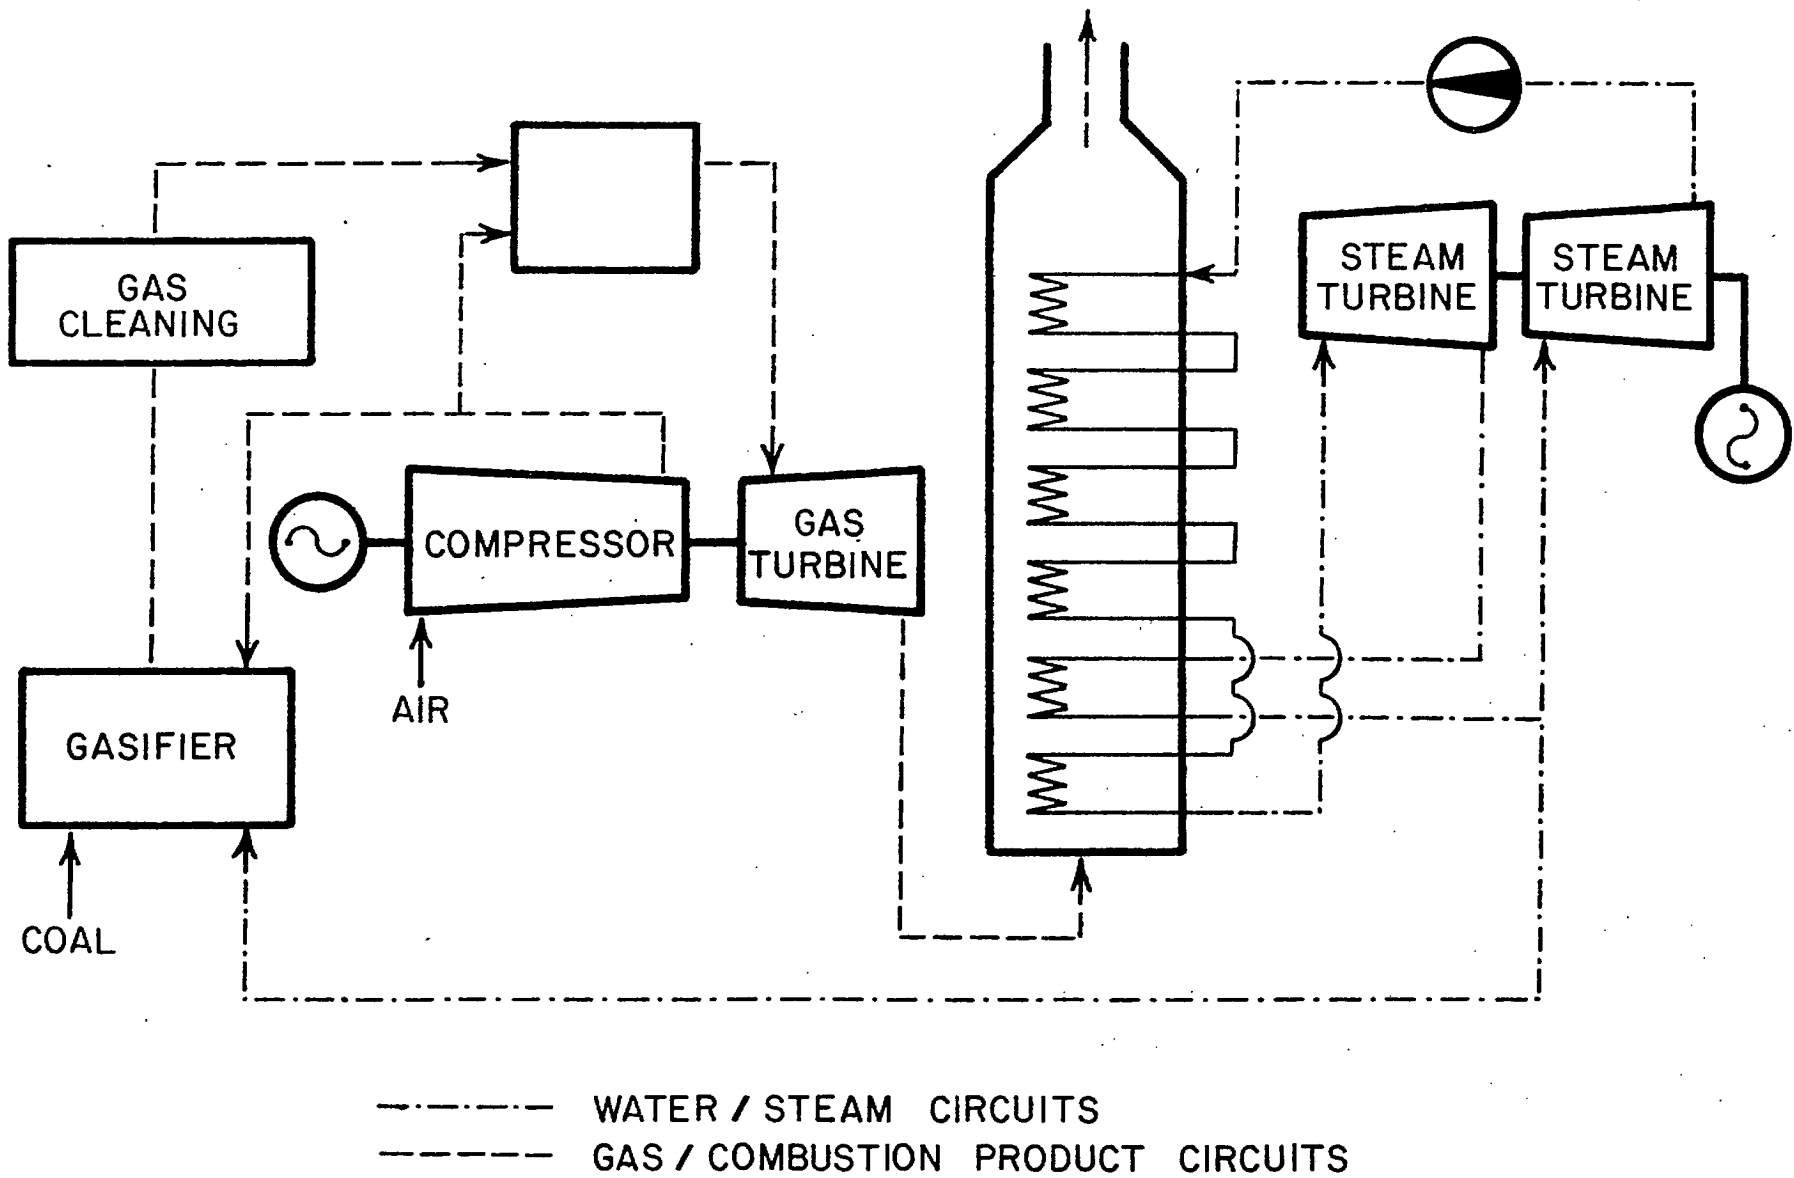 GAS
CLEANING
STEAM
TURBINE
STEAM
TURBINE
COMPRESSOR
GAS
TURBINE
AIR
GASIFIER
COAL
WATER / STEAM CIRCUITS
GAS / COMBUSTION PRODUCT CIRCUITS